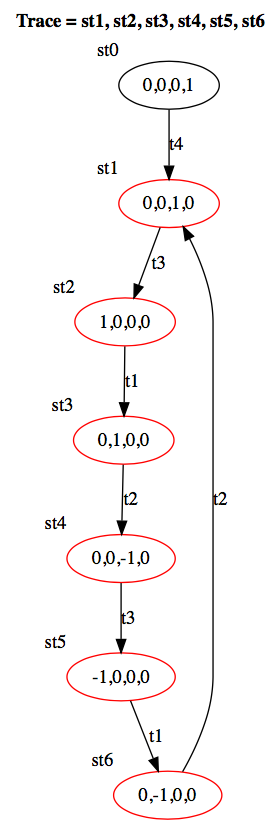 Trace = st1, st2, st3, st4, st5, st6
st0
0,0,0,1
t4
st1
0,0,1,0
t3
st2
1,0,0,0
t1
st3
0,1,0,0
t2
t2
st4
0,0,-1,0
t3
st5
-1,0,0,0
t1
st6
0,-1,0,0